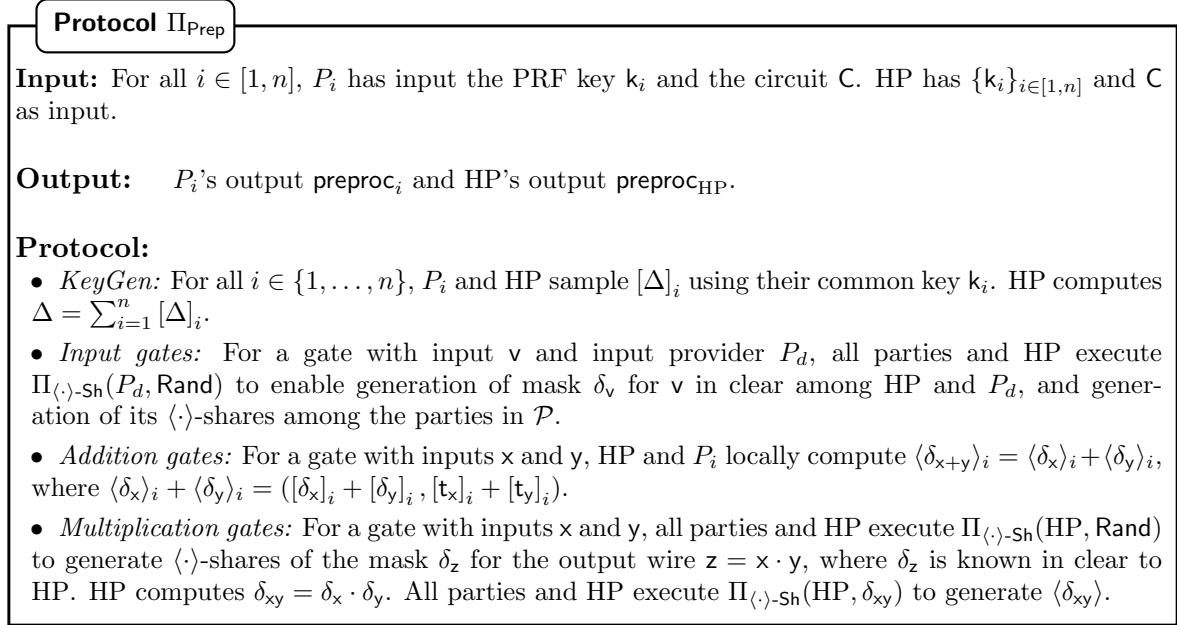 Protocol Π_Prep
Input: For all i ∈ [1, n], P_i has input the PRF key k_i and the circuit C. HP has {k_i}_{i∈[1,n]} and C
as input.
Output: P_i's output preproc_i and HP's output preproc_HP.
Protocol:
• KeyGen: For all i ∈ {1, . . . , n}, P_i and HP sample [Δ]_i using their common key k_i. HP computes
Δ = ∑_{i=1}^{n} [Δ]_i.
• Input gates: For a gate with input v and input provider P_d, all parties and HP execute
Π_{⟨·⟩-Sh}(P_d, Rand) to enable generation of mask δ_v for v in clear among HP and P_d, and gener-
ation of its ⟨·⟩-shares among the parties in 𝒫.
• Addition gates: For a gate with inputs x and y, HP and P_i locally compute ⟨δ_{x+y}⟩_i = ⟨δ_x⟩_i + ⟨δ_y⟩_i,
where ⟨δ_x⟩_i + ⟨δ_y⟩_i = ([δ_x]_i + [δ_y]_i , [t_x]_i + [t_y]_i).
• Multiplication gates: For a gate with inputs x and y, all parties and HP execute Π_{⟨·⟩-Sh}(HP, Rand)
to generate ⟨·⟩-shares of the mask δ_z for the output wire z = x · y, where δ_z is known in clear to
HP. HP computes δ_{xy} = δ_x · δ_y. All parties and HP execute Π_{⟨·⟩-Sh}(HP, δ_{xy}) to generate ⟨δ_{xy}⟩.